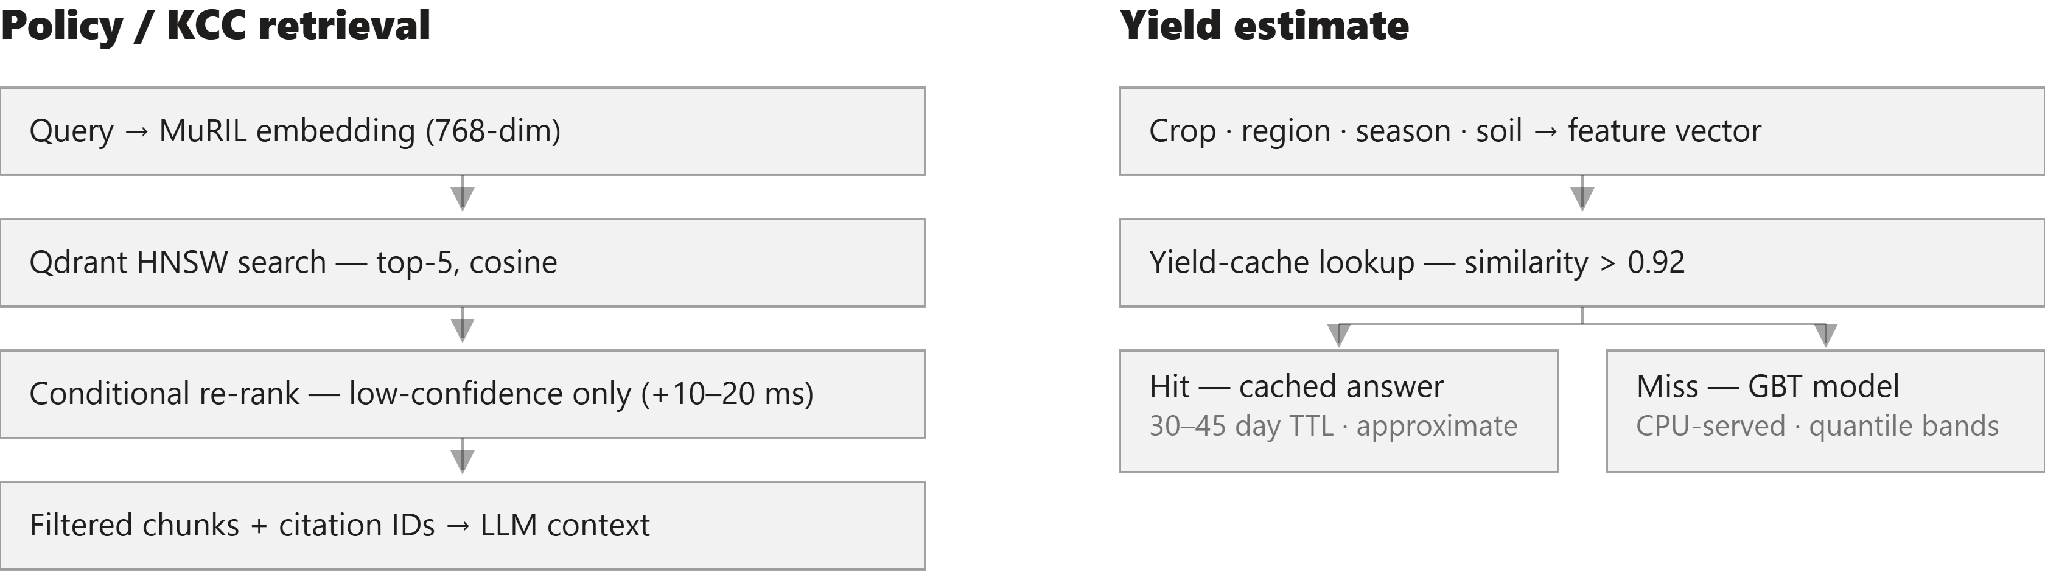 Policy / KCC retrieval
Query → MuRIL embedding (768-dim)
Qdrant HNSW search — top-5, cosine
Conditional re-rank — low-confidence only (+10–20 ms)
Filtered chunks + citation IDs → LLM context
Yield estimate
Crop · region · season · soil → feature vector
Yield-cache lookup — similarity > 0.92
Hit — cached answer
30–45 day TTL · approximate
Miss — GBT model
CPU-served · quantile bands